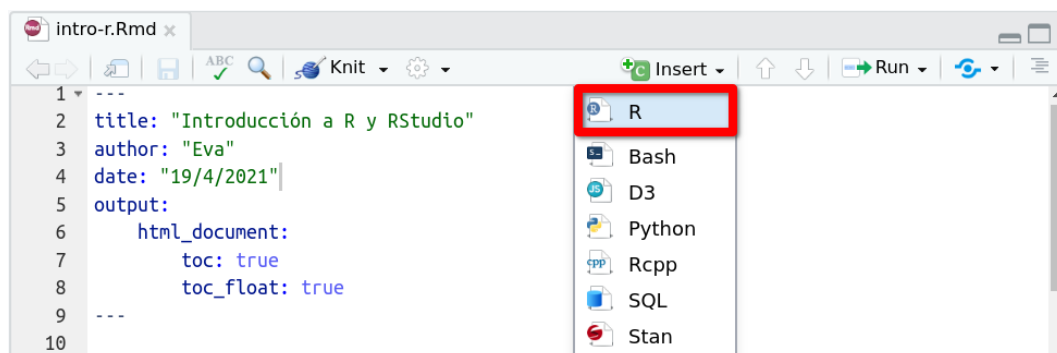 intro-r.Rmd
ABC Knit Insert Run
1 ---
2 title: "Introducción a R y RStudio"
3 author: "Eva"
4 date: "19/4/2021"
5 output:
6 html_document:
7 toc: true
8 toc_float: true
9 ---
10
R
Bash
D3
Python
Rcpp
SQL
Stan